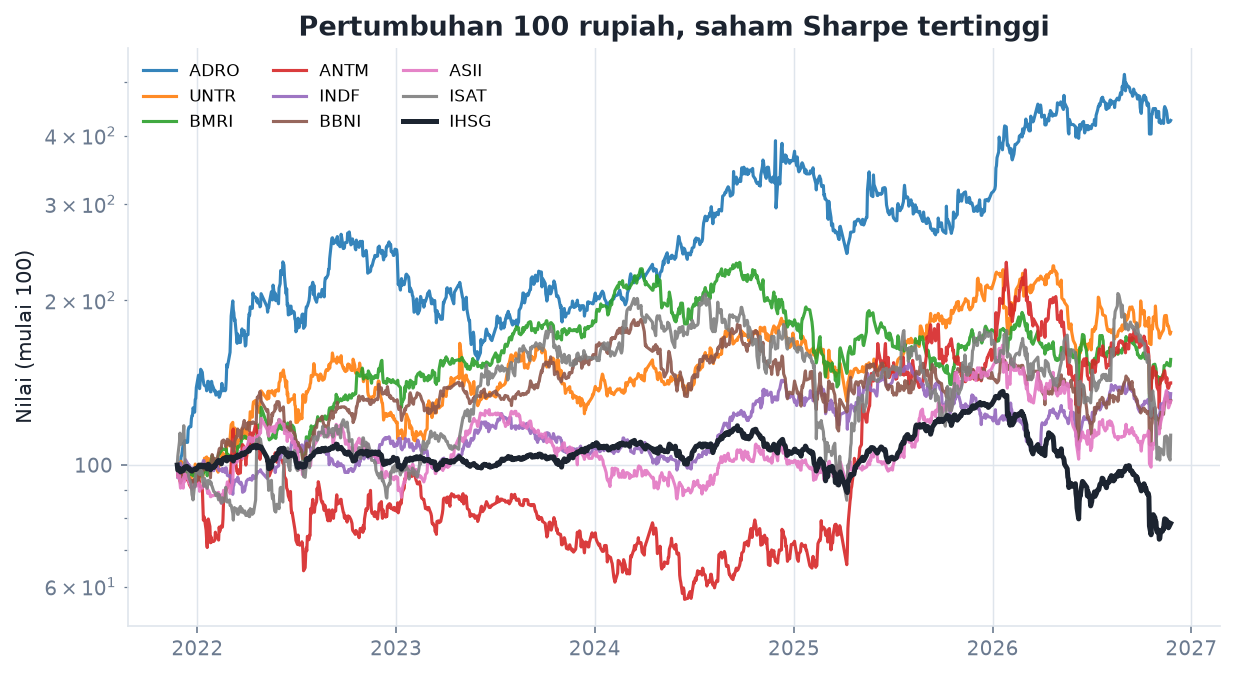 Pertumbuhan 100 rupiah, saham Sharpe tertinggi
ADRO ANTM ASII
UNTR INDF ISAT
BMRI BBNI IHSG
Nilai (mulai 100)
4 × 10²
3 × 10²
2 × 10²
100
6 × 10¹
2022 2023 2024 2025 2026 2027